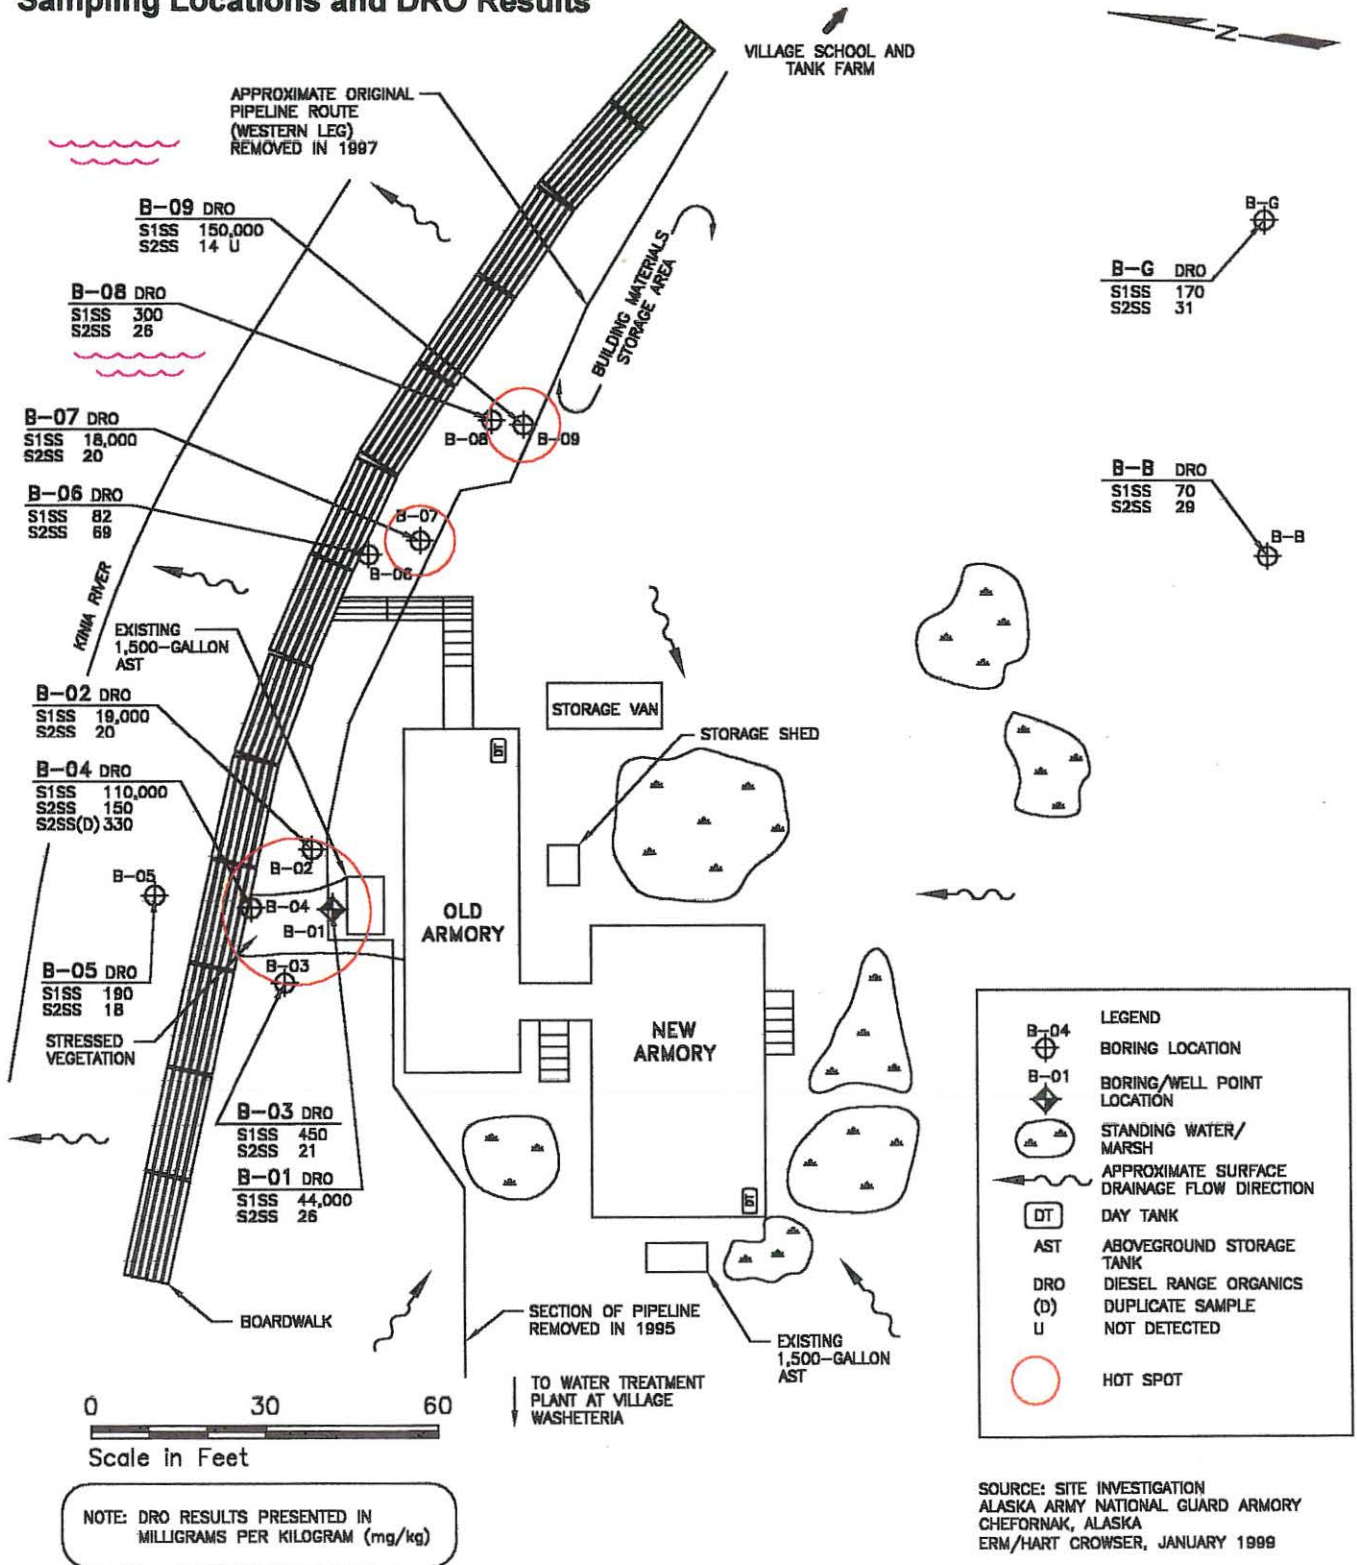 Sampling Locations and DRO Results
VILLAGE SCHOOL AND
TANK FARM
N
APPROXIMATE ORIGINAL
PIPELINE ROUTE
(WESTERN LEG)
REMOVED IN 1997
B-09 DRO
S1SS 150,000
S2SS 14 U
B-08 DRO
S1SS 300
S2SS 26
B-07 DRO
S1SS 18,000
S2SS 20
B-06 DRO
S1SS 82
S2SS 69
KINIA RIVER
BUILDING MATERIALS
STORAGE AREA
B-08
B-09
B-07
B-06
B-G
B-G DRO
S1SS 170
S2SS 31
B-B DRO
S1SS 70
S2SS 29
B-B
EXISTING
1,500-GALLON
AST
B-02 DRO
S1SS 19,000
S2SS 20
B-04 DRO
S1SS 110,000
S2SS 150
S2SS(D) 330
B-05
B-05 DRO
S1SS 190
S2SS 18
STRESSED
VEGETATION
B-02
B-04
B-01
B-03
STORAGE VAN
STORAGE SHED
DT
OLD
ARMORY
NEW
ARMORY
DT
B-03 DRO
S1SS 450
S2SS 21
B-01 DRO
S1SS 44,000
S2SS 26
BOARDWALK
SECTION OF PIPELINE
REMOVED IN 1995
TO WATER TREATMENT
PLANT AT VILLAGE
WASHETERIA
EXISTING
1,500-GALLON
AST
LEGEND
B-04
BORING LOCATION
B-01
BORING/WELL POINT
LOCATION
STANDING WATER/
MARSH
APPROXIMATE SURFACE
DRAINAGE FLOW DIRECTION
DT DAY TANK
AST ABOVEGROUND STORAGE
TANK
DRO DIESEL RANGE ORGANICS
(D) DUPLICATE SAMPLE
U NOT DETECTED
HOT SPOT
0 30 60
Scale in Feet
NOTE: DRO RESULTS PRESENTED IN
MILLIGRAMS PER KILOGRAM (mg/kg)
SOURCE: SITE INVESTIGATION
ALASKA ARMY NATIONAL GUARD ARMORY
CHEFORNAK, ALASKA
ERM/HART CROWSER, JANUARY 1999